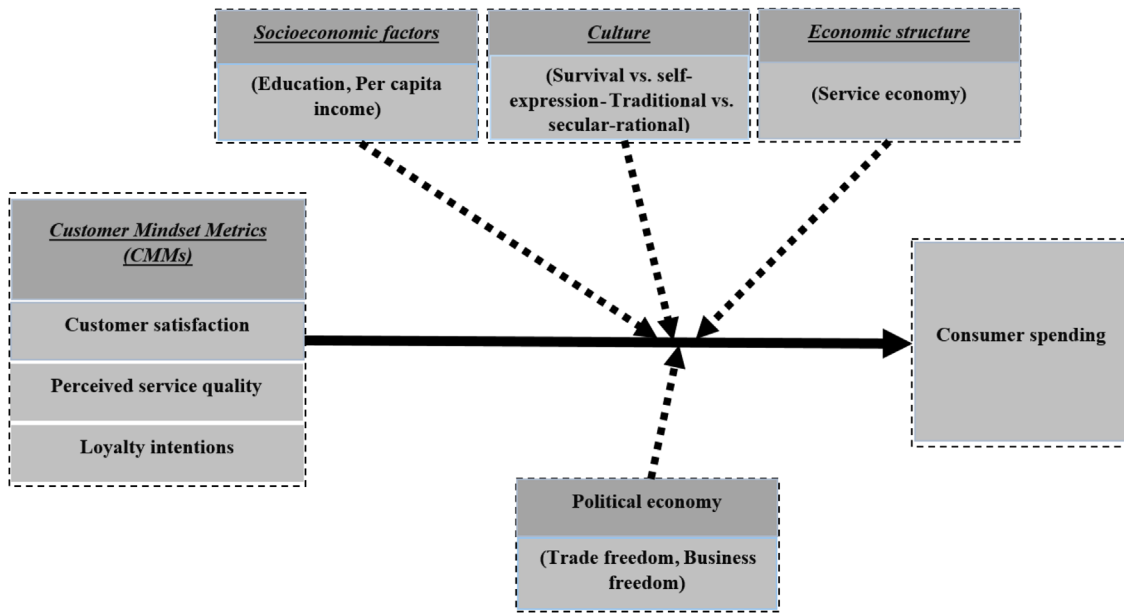 Socioeconomic factors
(Education, Per capita
income)
Culture
(Survival vs. self-
expression-Traditional vs.
secular-rational)
Economic structure
(Service economy)
Customer Mindset Metrics
(CMMs)
Customer satisfaction
Perceived service quality
Loyalty intentions
Consumer spending
Political economy
(Trade freedom, Business
freedom)